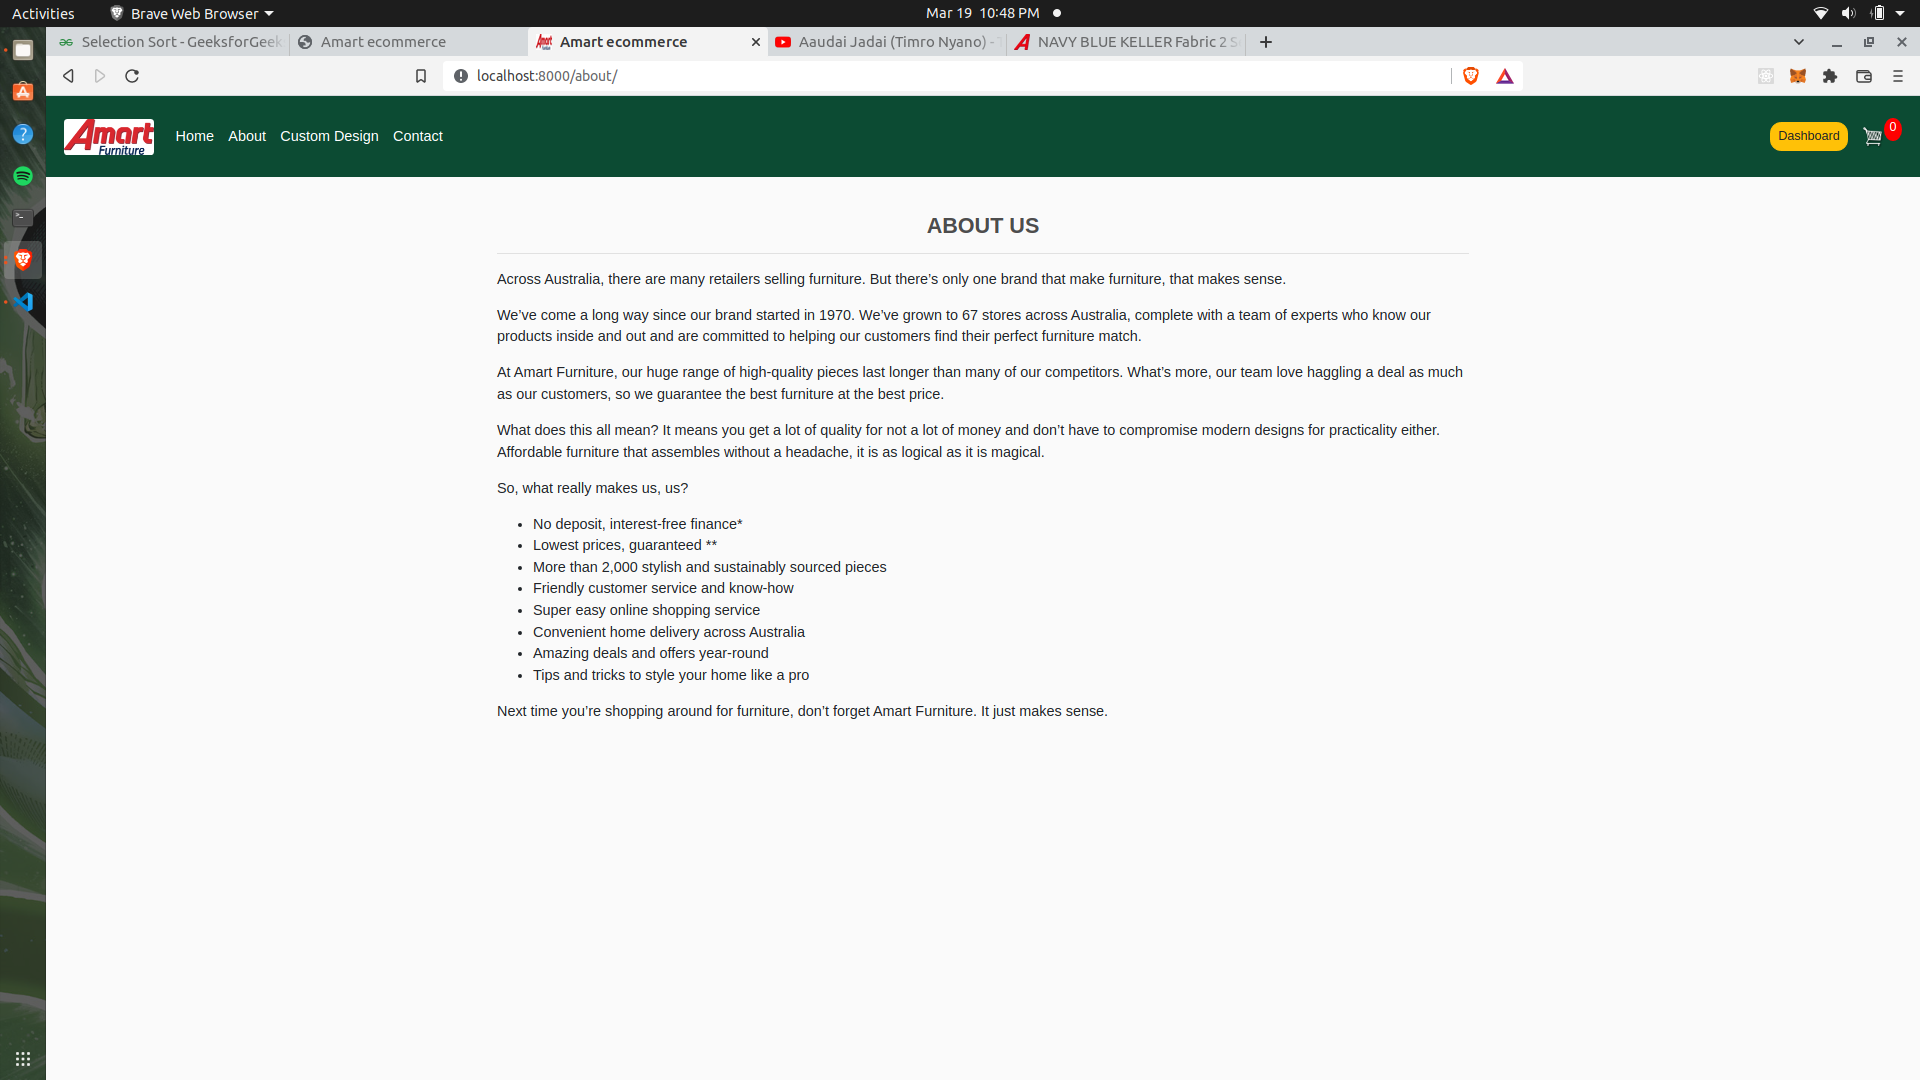 Activities
Brave Web Browser
Mar 19 10:48 PM
Selection Sort - GeeksforGeek
Amart ecommerce
Amart ecommerce
Aaudai Jadai (Timro Nyano) -
NAVY BLUE KELLER Fabric 2 S
localhost:8000/about/
Amart
Furniture
Home
About
Custom Design
Contact
Dashboard
0
ABOUT US
Across Australia, there are many retailers selling furniture. But there’s only one brand that make furniture, that makes sense.
We’ve come a long way since our brand started in 1970. We’ve grown to 67 stores across Australia, complete with a team of experts who know our
products inside and out and are committed to helping our customers find their perfect furniture match.
At Amart Furniture, our huge range of high-quality pieces last longer than many of our competitors. What’s more, our team love haggling a deal as much
as our customers, so we guarantee the best furniture at the best price.
What does this all mean? It means you get a lot of quality for not a lot of money and don’t have to compromise modern designs for practicality either.
Affordable furniture that assembles without a headache, it is as logical as it is magical.
So, what really makes us, us?
• No deposit, interest-free finance*
• Lowest prices, guaranteed **
• More than 2,000 stylish and sustainably sourced pieces
• Friendly customer service and know-how
• Super easy online shopping service
• Convenient home delivery across Australia
• Amazing deals and offers year-round
• Tips and tricks to style your home like a pro
Next time you’re shopping around for furniture, don’t forget Amart Furniture. It just makes sense.